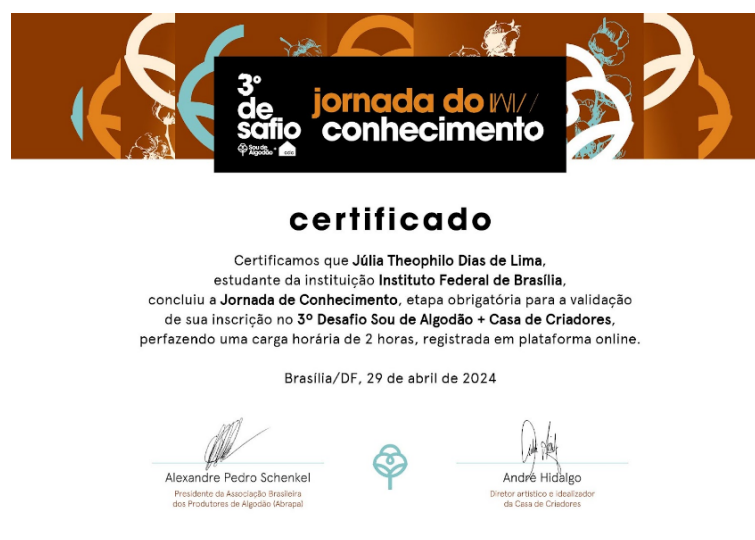 3º
de
safio
Sou de
Algodão +
jornada do
conhecimento
certificado
Certificamos que Júlia Theophilo Dias de Lima,
estudante da instituição Instituto Federal de Brasília,
concluiu a Jornada de Conhecimento, etapa obrigatória para a validação
de sua inscrição no 3º Desafio Sou de Algodão + Casa de Criadores,
perfazendo uma carga horária de 2 horas, registrada em plataforma online.
Brasília/DF, 29 de abril de 2024
Alexandre Pedro Schenkel
Presidente da Associação Brasileira
dos Produtores de Algodão (Abrapa)
André Hidalgo
Diretor artístico e idealizador
da Casa de Criadores